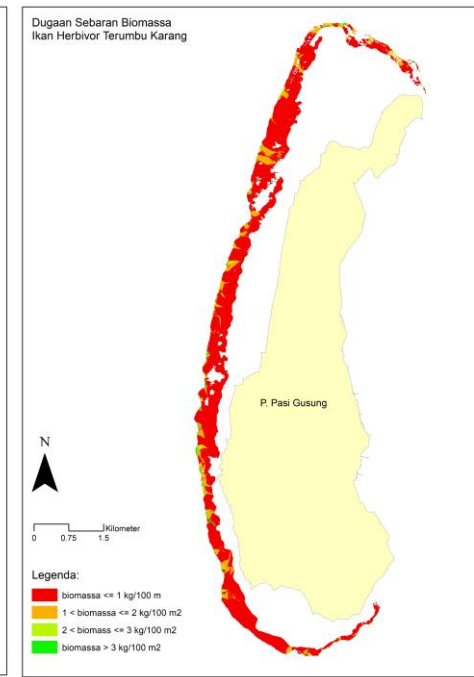 Dugaan Sebaran Biomassa
Ikan Herbivor Terumbu Karang
P. Pasi Gusung
N
Kilometer
0 0.75 1.5
Legenda:
biomassa <= 1 kg/100 m
1 < biomassa <= 2 kg/100 m2
2 < biomass <= 3 kg/100 m2
biomassa > 3 kg/100 m2